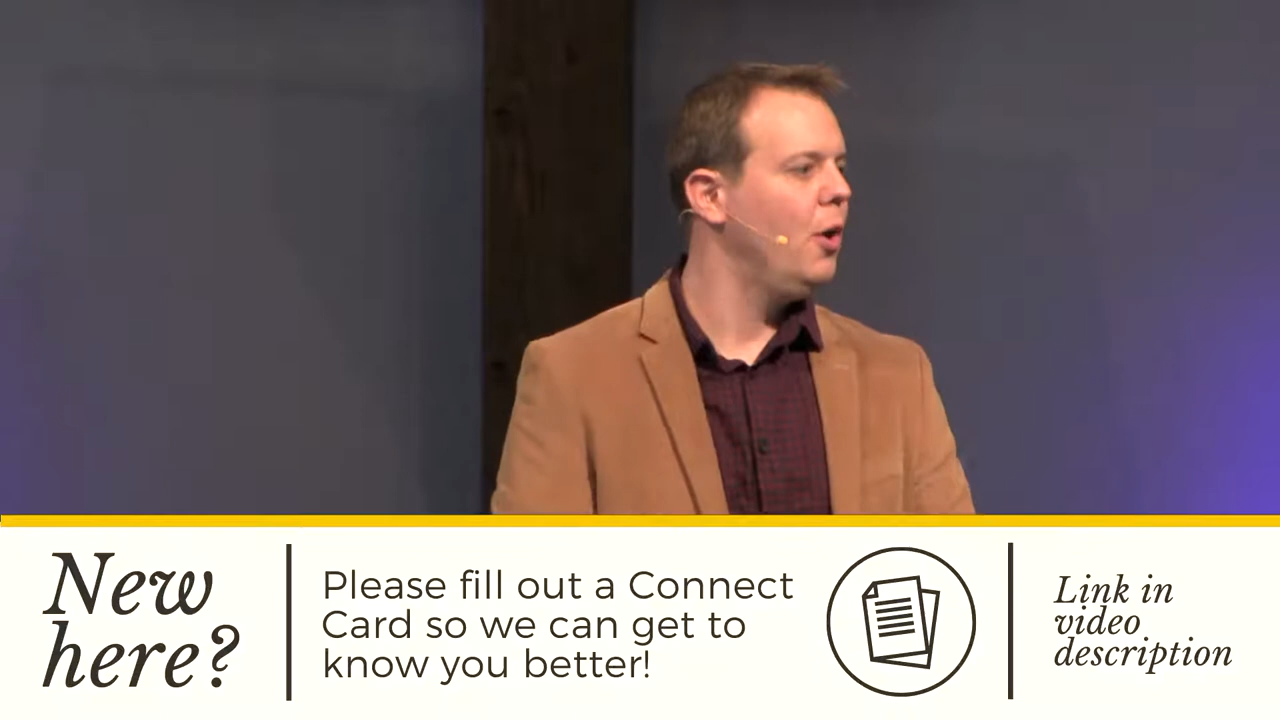 New
here?
Please fill out a Connect
Card so we can get to
know you better!
Link in
video
description